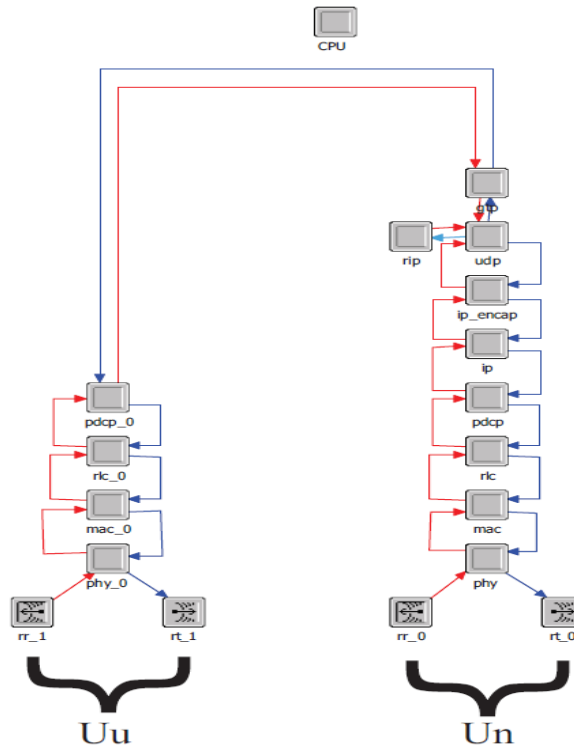 CPU
gtp
rip
udp
ip_encap
ip
pdcp_0
pdcp
rlc_0
rlc
mac_0
mac
phy_0
phy
rr_1
rt_1
rr_0
rt_0
Uu
Un